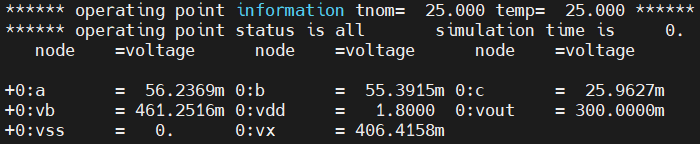 ****** operating point information tnom=  25.000 temp=  25.000 ******
****** operating point status is all       simulation time is     0.
   node    =voltage      node    =voltage      node    =voltage

+0:a       =  56.2369m 0:b       =  55.3915m 0:c       =  25.9627m
+0:vb      = 461.2516m 0:vdd     =   1.8000  0:vout    = 300.0000m
+0:vss     =   0.      0:vx      = 406.4158m